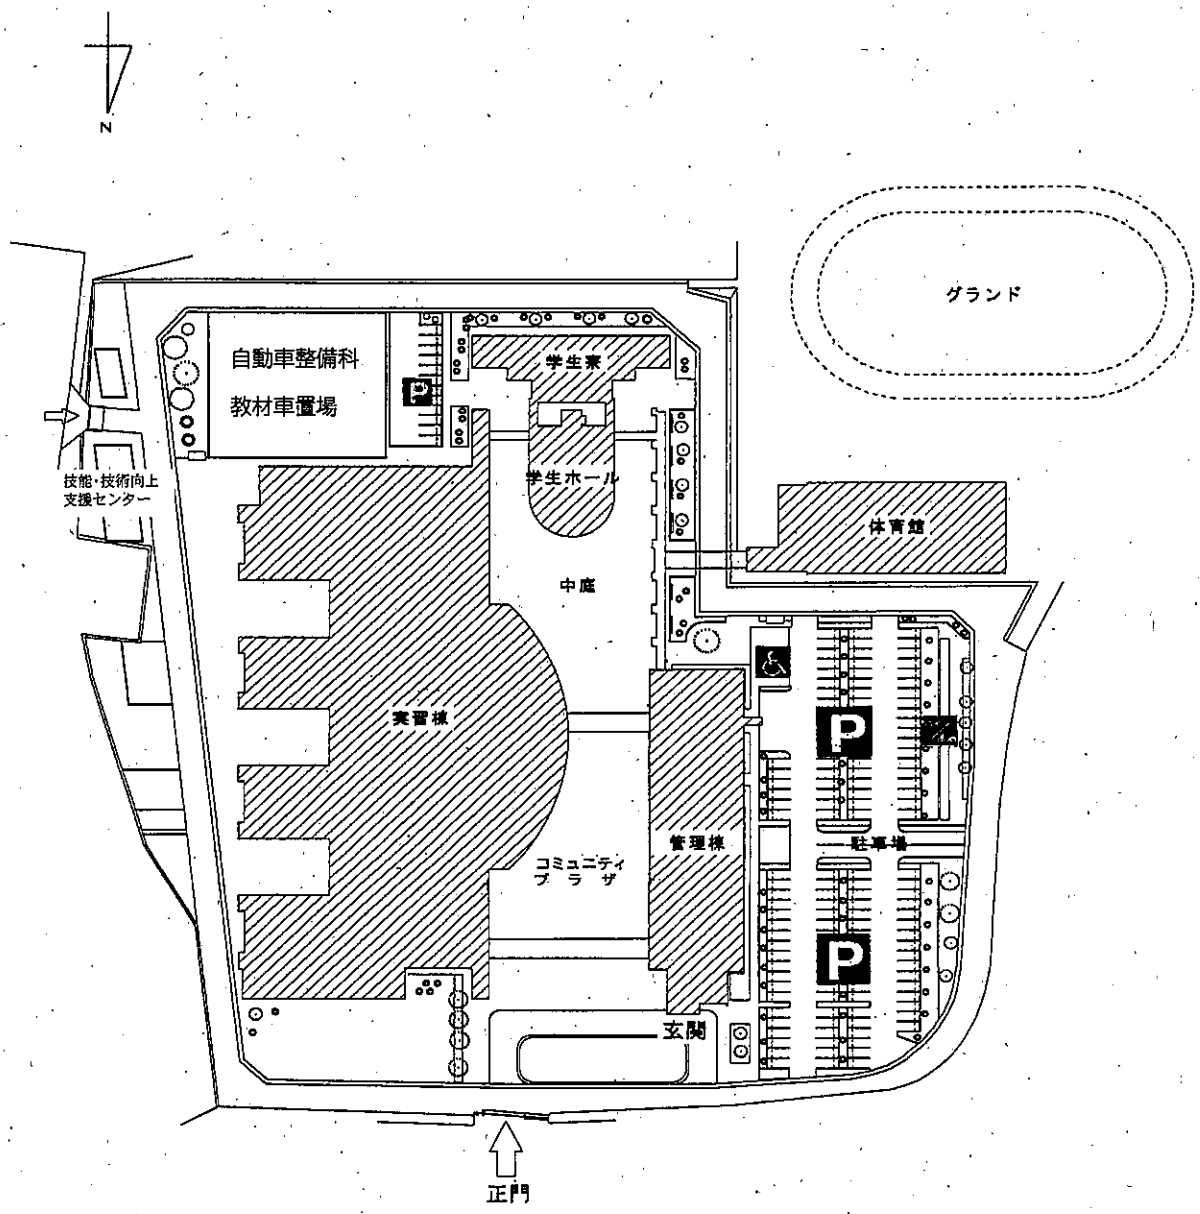 N
グランド
自動車整備科
教材車置場
学生寮
学生ホール
技能・技術向上
支援センター
体育館
中庭
実習棟
P
管理棟
駐車場
コミュニティ
プラザ
P
玄関
正門